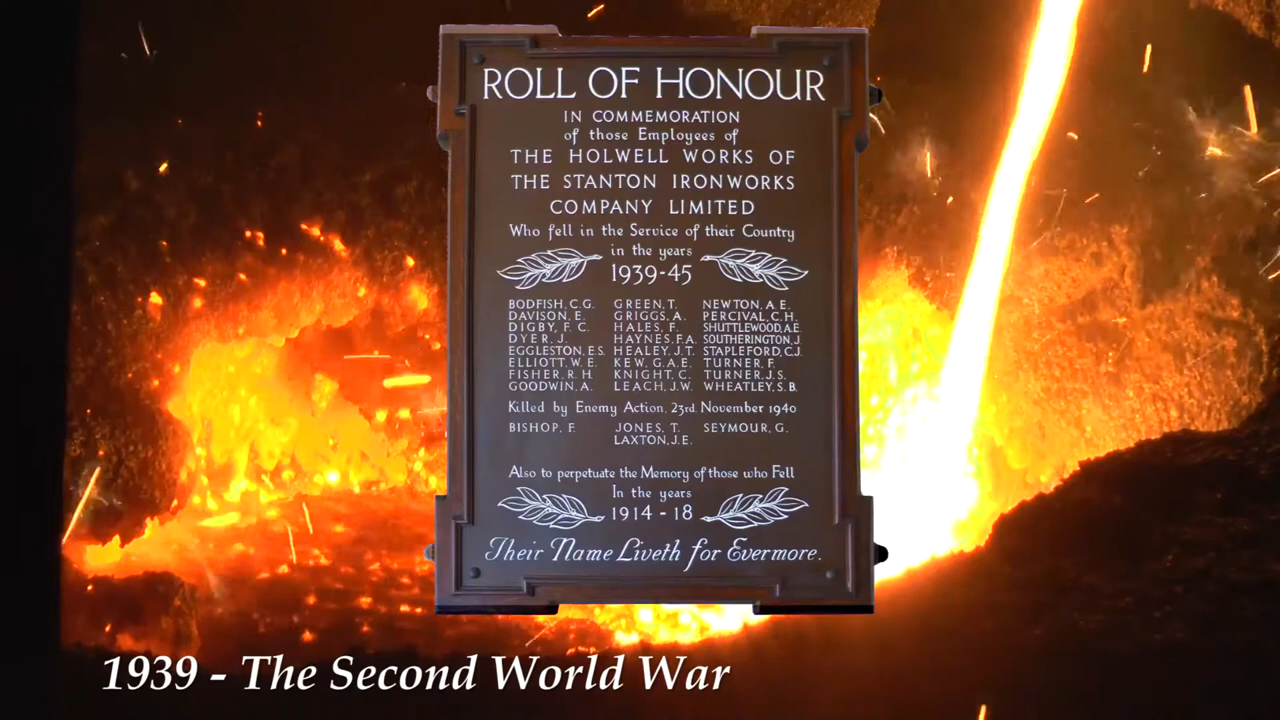 ROLL OF HONOUR
IN COMMEMORATION
of those Employees of
THE HOLWELL WORKS OF
THE STANTON IRONWORKS
COMPANY LIMITED
Who fell in the Service of their Country
in the years
1939-45
BODFISH, C.G. GREEN, T. NEWTON, A.E.
DAVISON, E. GRIGGS, A. PERCIVAL, C.H.
DIGBY, F. C. HALES, F. SHUTTLEWOOD, A.E.
DYER, J. HAYNES, F.A. SOUTHERINGTON, J.
EGGLESTON, E.S. HEALEY, J.T. STAPLEFORD, C.J.
ELLIOTT, W.E. KEW, G.A.E. TURNER, F.
FISHER, R.H. KNIGHT, C. TURNER, J.S.
GOODWIN, A. LEACH, J.W. WHEATLEY, S.B.
Killed by Enemy Action, 23rd. November 1940
BISHOP, F. JONES, T. SEYMOUR, G.
LAXTON, J.E.
Also to perpetuate the Memory of those who Fell
In the years
1914 - 18
Their Name Liveth for Evermore.
1939 - The Second World War